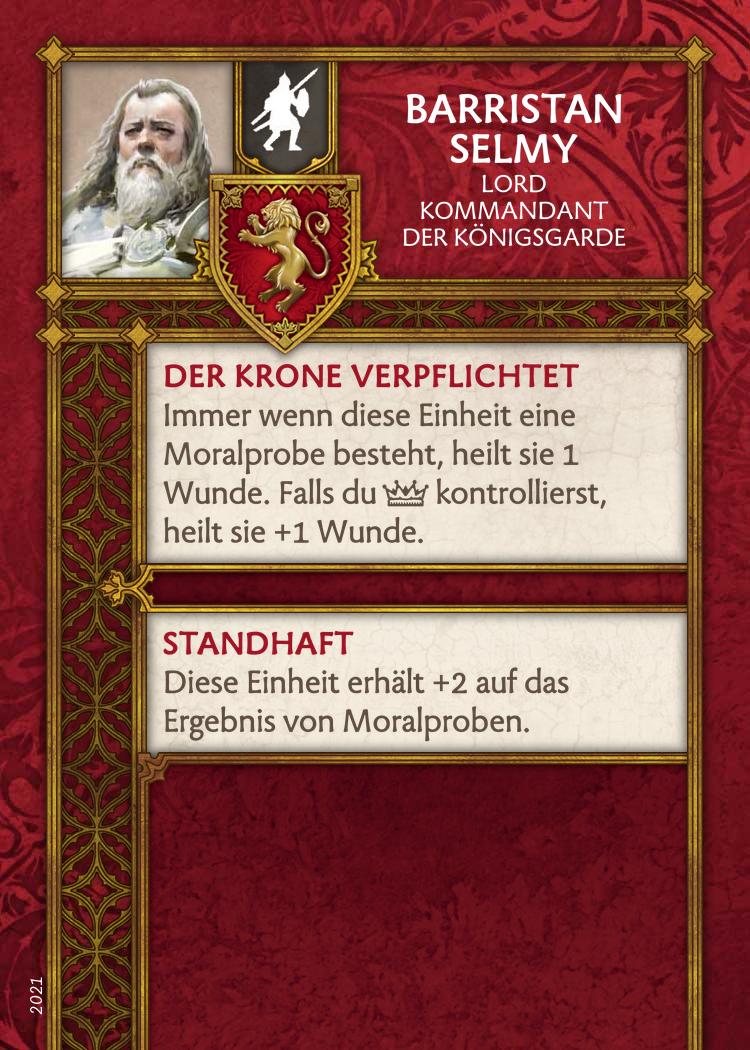 BARRISTAN
SELMY
LORD
KOMMANDANT
DER KÖNIGSGARDE
DER KRONE VERPFLICHTET
Immer wenn diese Einheit eine
Moralprobe besteht, heilt sie 1
Wunde. Falls du kontrollierst,
heilt sie +1 Wunde.
STANDHAFT
Diese Einheit erhält +2 auf das
Ergebnis von Moralproben.
2021